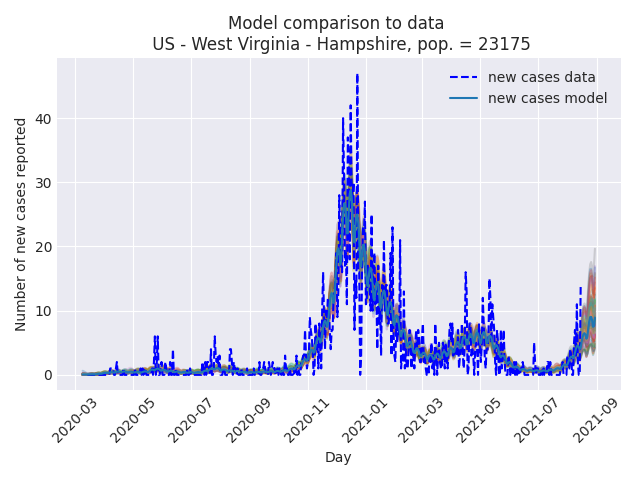 Model comparison to data
US - West Virginia - Hampshire, pop. = 23175
new cases data
new cases model
Number of new cases reported
40
30
20
10
0
2020-03
2020-05
2020-07
2020-09
2020-11
2021-01
2021-03
2021-05
2021-07
2021-09
Day